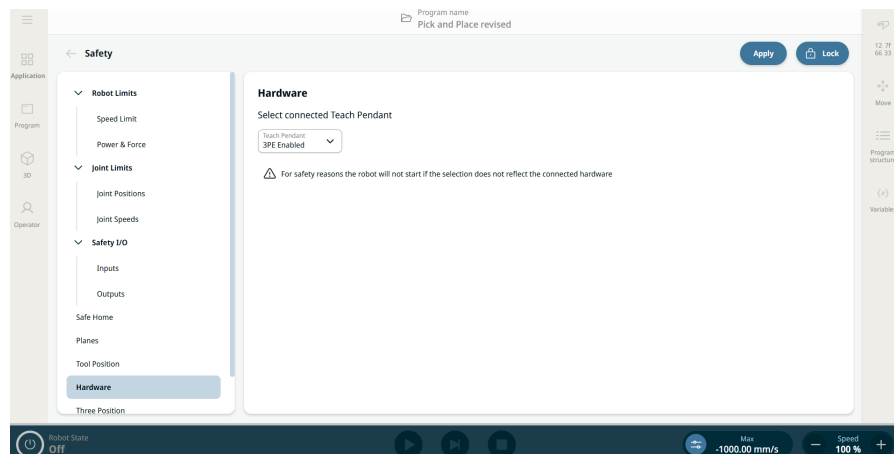 Program name
Pick and Place revised
Safety
Apply
Lock
12 7f
66 33
Application
Program
3D
Operator
Robot Limits
Speed Limit
Power & Force
Joint Limits
Joint Positions
Joint Speeds
Safety I/O
Inputs
Outputs
Safe Home
Planes
Tool Position
Hardware
Three Position
Hardware
Select connected Teach Pendant
Teach Pendant
3PE Enabled
For safety reasons the robot will not start if the selection does not reflect the connected hardware
Move
Program
structur
(x)
Variable
Robot State
Off
Max
-1000.00 mm/s
Speed
100 %